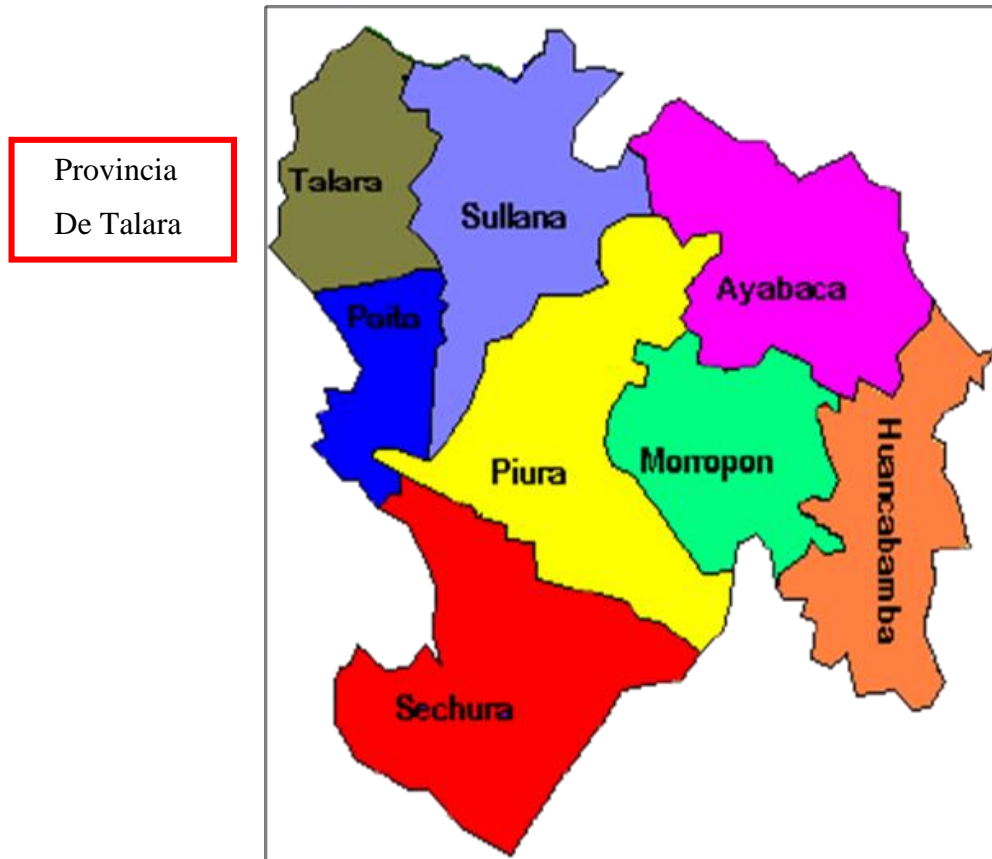 Provincia
De Talara
Talara
Sullana
Ayabaca
Paita
Piura
Morropon
Huancabamba
Sechura